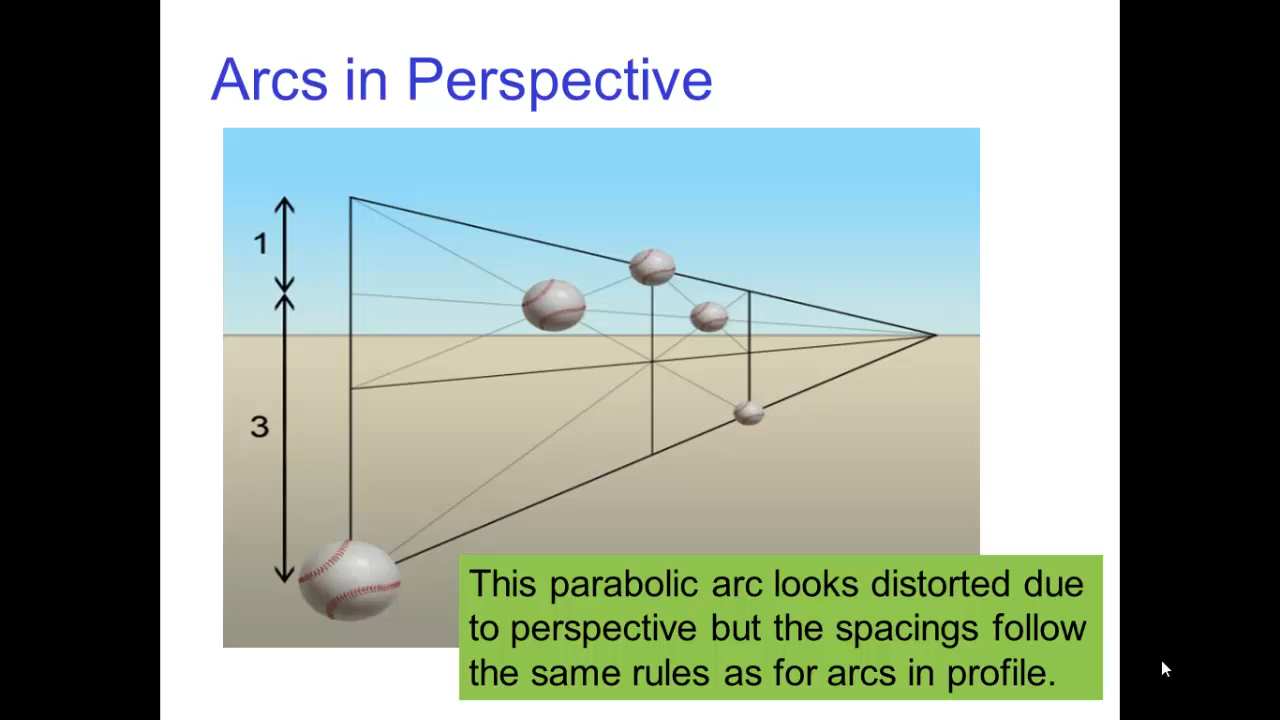 Arcs in Perspective
1
3
This parabolic arc looks distorted due
to perspective but the spacings follow
the same rules as for arcs in profile.